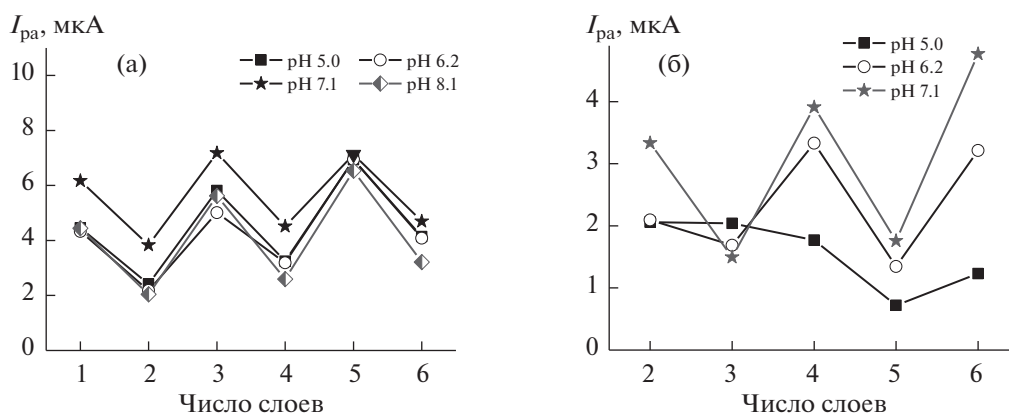 I_pa, мкА
(а)
pH 5.0
pH 6.2
pH 7.1
pH 8.1
10
8
6
4
2
0
1 2 3 4 5 6
Число слоев
I_pa, мкА
(б)
pH 5.0
pH 6.2
pH 7.1
4
3
2
1
0
2 3 4 5 6
Число слоев